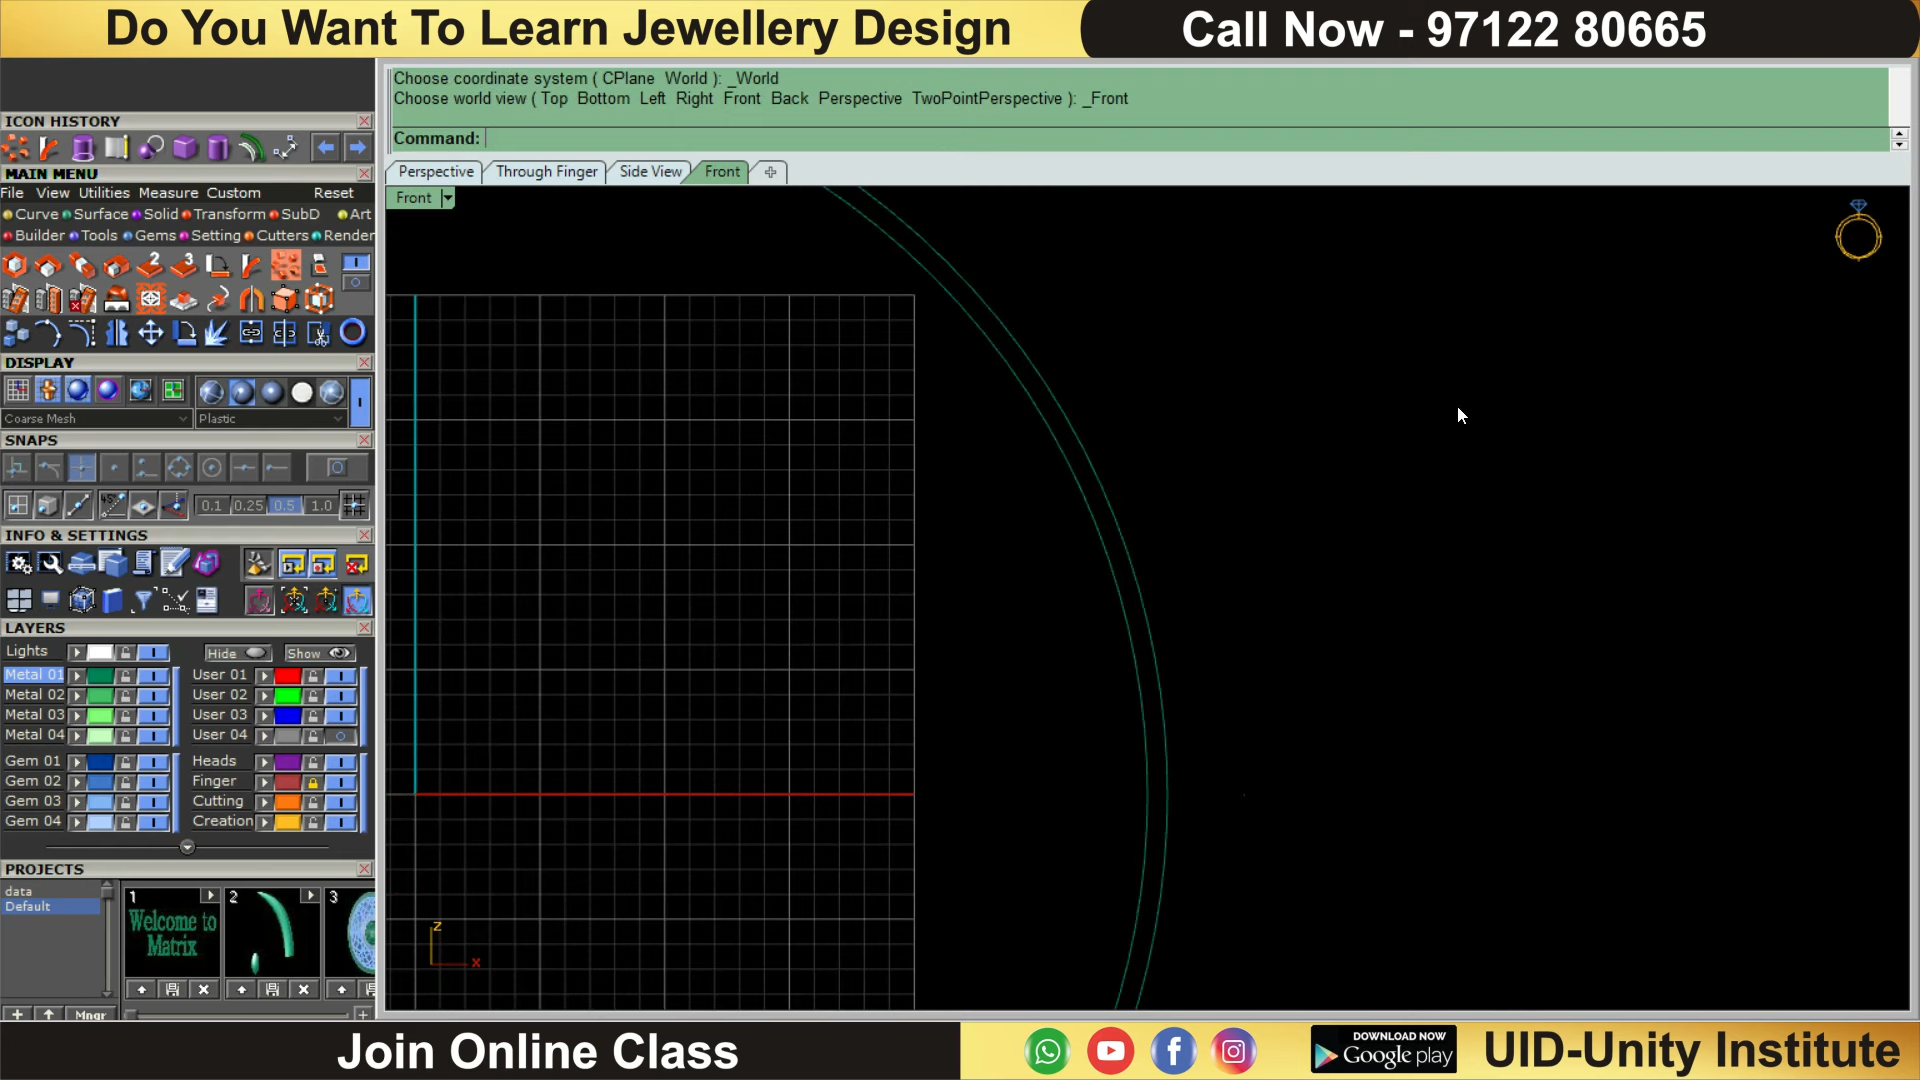 Do You Want To Learn Jewellery Design
Call Now - 97122 80665
ICON HISTORY
MAIN MENU
File View Utilities Measure Custom Reset
Curve Surface Solid Transform SubD Art
Builder Tools Gems Setting Cutters Render
2 3
DISPLAY
Coarse Mesh Plastic
SNAPS
45°
0.1 0.25 0.5 1.0
INFO & SETTINGS
LAYERS
Lights Hide Show
Metal 01 User 01
Metal 02 User 02
Metal 03 User 03
Metal 04 User 04
Gem 01 Heads
Gem 02 Finger
Gem 03 Cutting
Gem 04 Creation
PROJECTS
data
Default
1 2 3
Welcome to
Matrix
Mngr
Choose coordinate system ( CPlane World ): _World
Choose world view ( Top Bottom Left Right Front Back Perspective TwoPointPerspective ): _Front
Command:
Perspective Through Finger Side View Front
Front
z
x
Join Online Class
DOWNLOAD NOW
Google play
UID-Unity Institute